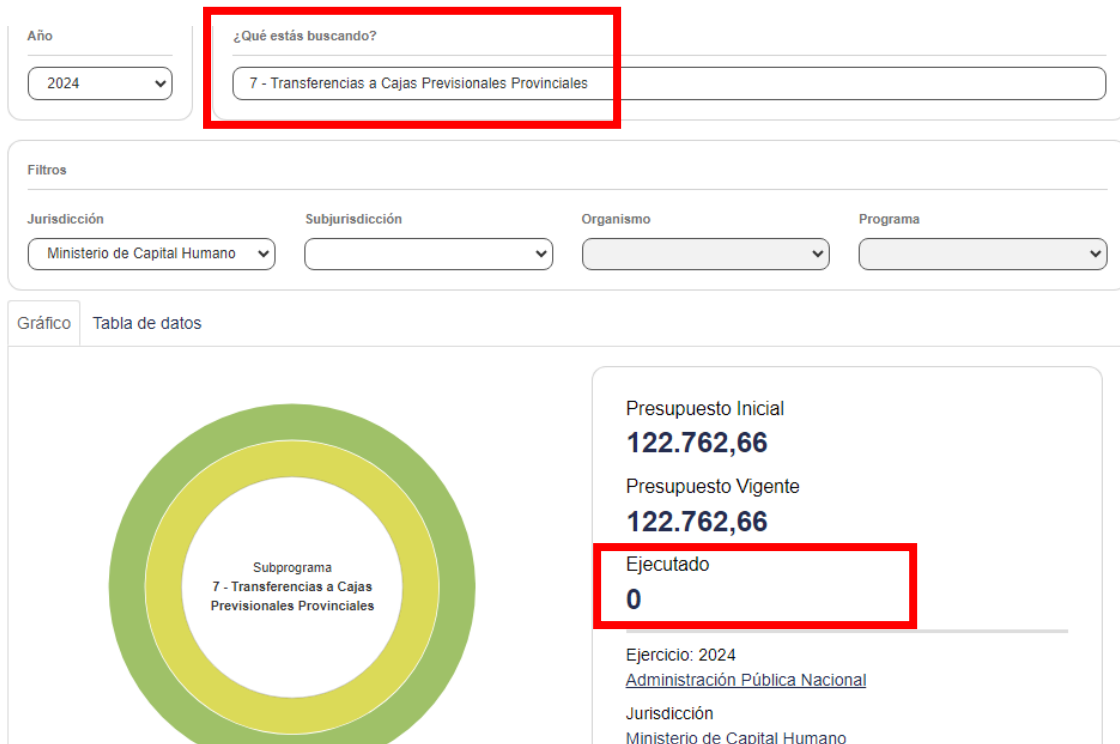 Año
¿Qué estás buscando?
2024
7 - Transferencias a Cajas Previsionales Provinciales
Filtros
Jurisdicción
Subjurisdicción
Organismo
Programa
Ministerio de Capital Humano
Gráfico
Tabla de datos
Subprograma
7 - Transferencias a Cajas
Previsionales Provinciales
Presupuesto Inicial
122.762,66
Presupuesto Vigente
122.762,66
Ejecutado
0
Ejercicio: 2024
Administración Pública Nacional
Jurisdicción
Ministerio de Capital Humano